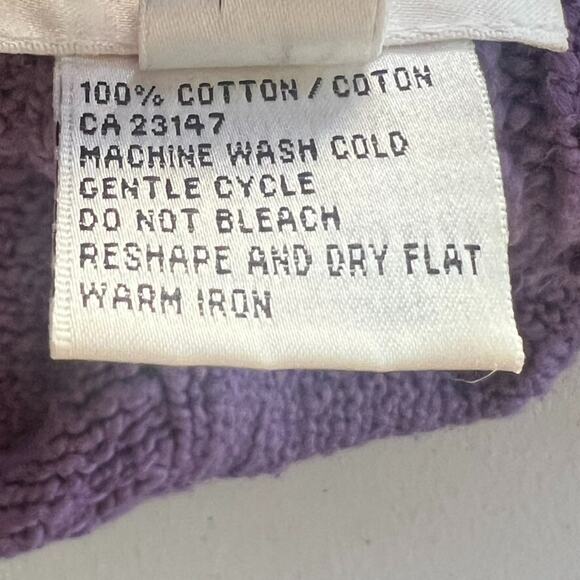 100% COTTON / COTON
CA 23147
MACHINE WASH COLD
GENTLE CYCLE
DO NOT BLEACH
RESHAPE AND DRY FLAT
WARM IRON